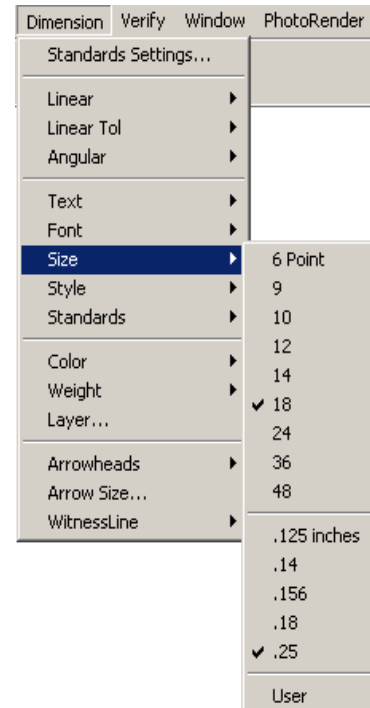 Dimension Verify Window PhotoRender
Standards Settings...
Linear
Linear Tol
Angular
Text
Font
Size
Style
Standards
Color
Weight
Layer...
Arrowheads
Arrow Size...
WitnessLine
6 Point
9
10
12
14
18
24
36
48
.125 inches
.14
.156
.18
.25
User